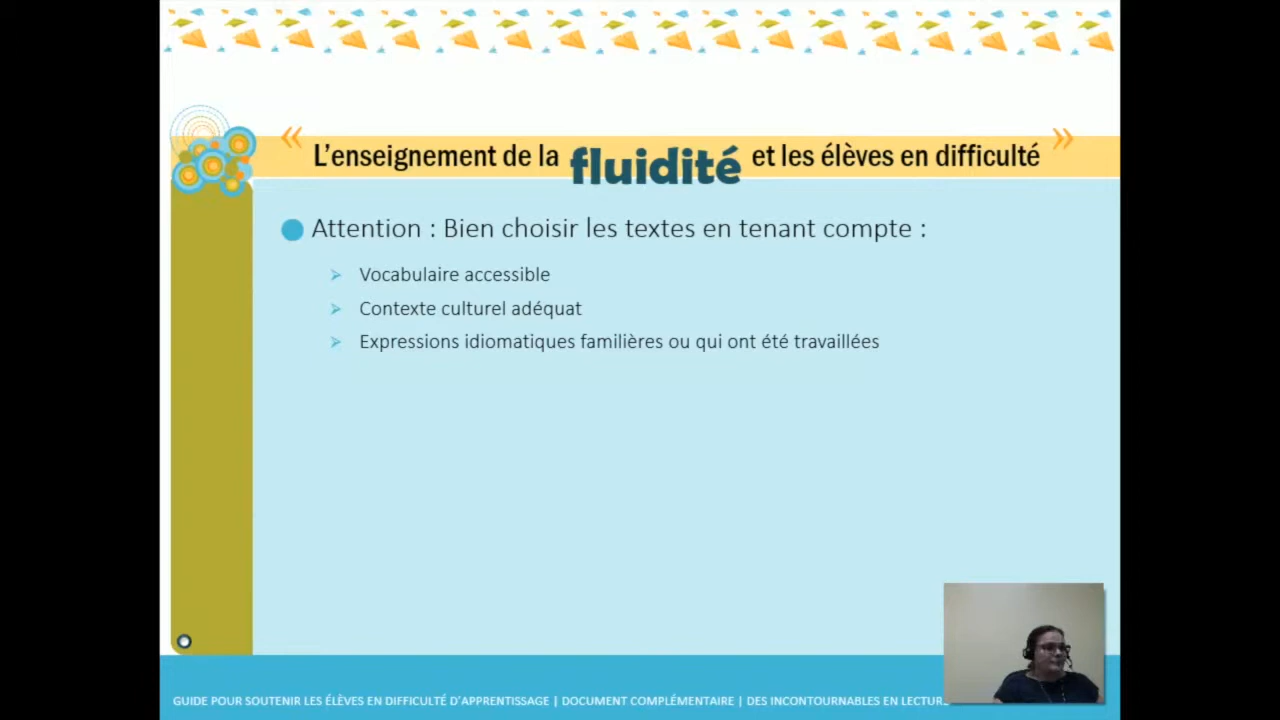 « L'enseignement de la fluidité et les élèves en difficulté »
Attention : Bien choisir les textes en tenant compte :
Vocabulaire accessible
Contexte culturel adéquat
Expressions idiomatiques familières ou qui ont été travaillées
GUIDE POUR SOUTENIR LES ÉLÈVES EN DIFFICULTÉ D'APPRENTISSAGE | DOCUMENT COMPLÉMENTAIRE | DES INCONTOURNABLES EN LECTURE